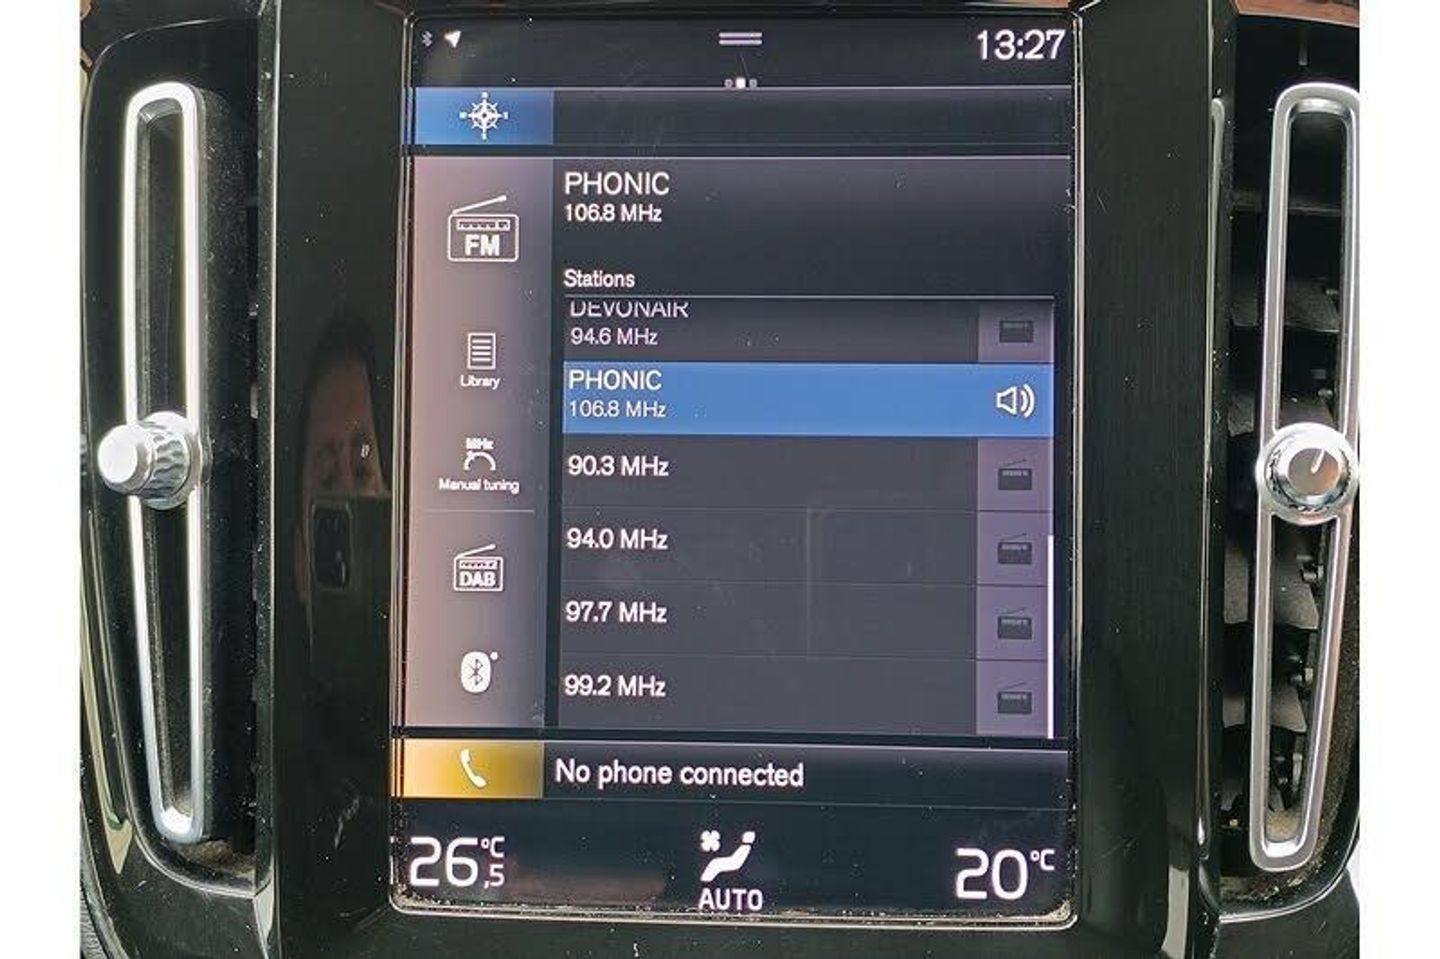 13:27
PHONIC
106.8 MHz
FM
Stations
DEVONAIR
94.6 MHz
PHONIC
106.8 MHz
Library
90.3 MHz
MHz
Manual tuning
94.0 MHz
DAB
97.7 MHz
99.2 MHz
No phone connected
26,5 °C
AUTO
20 °C